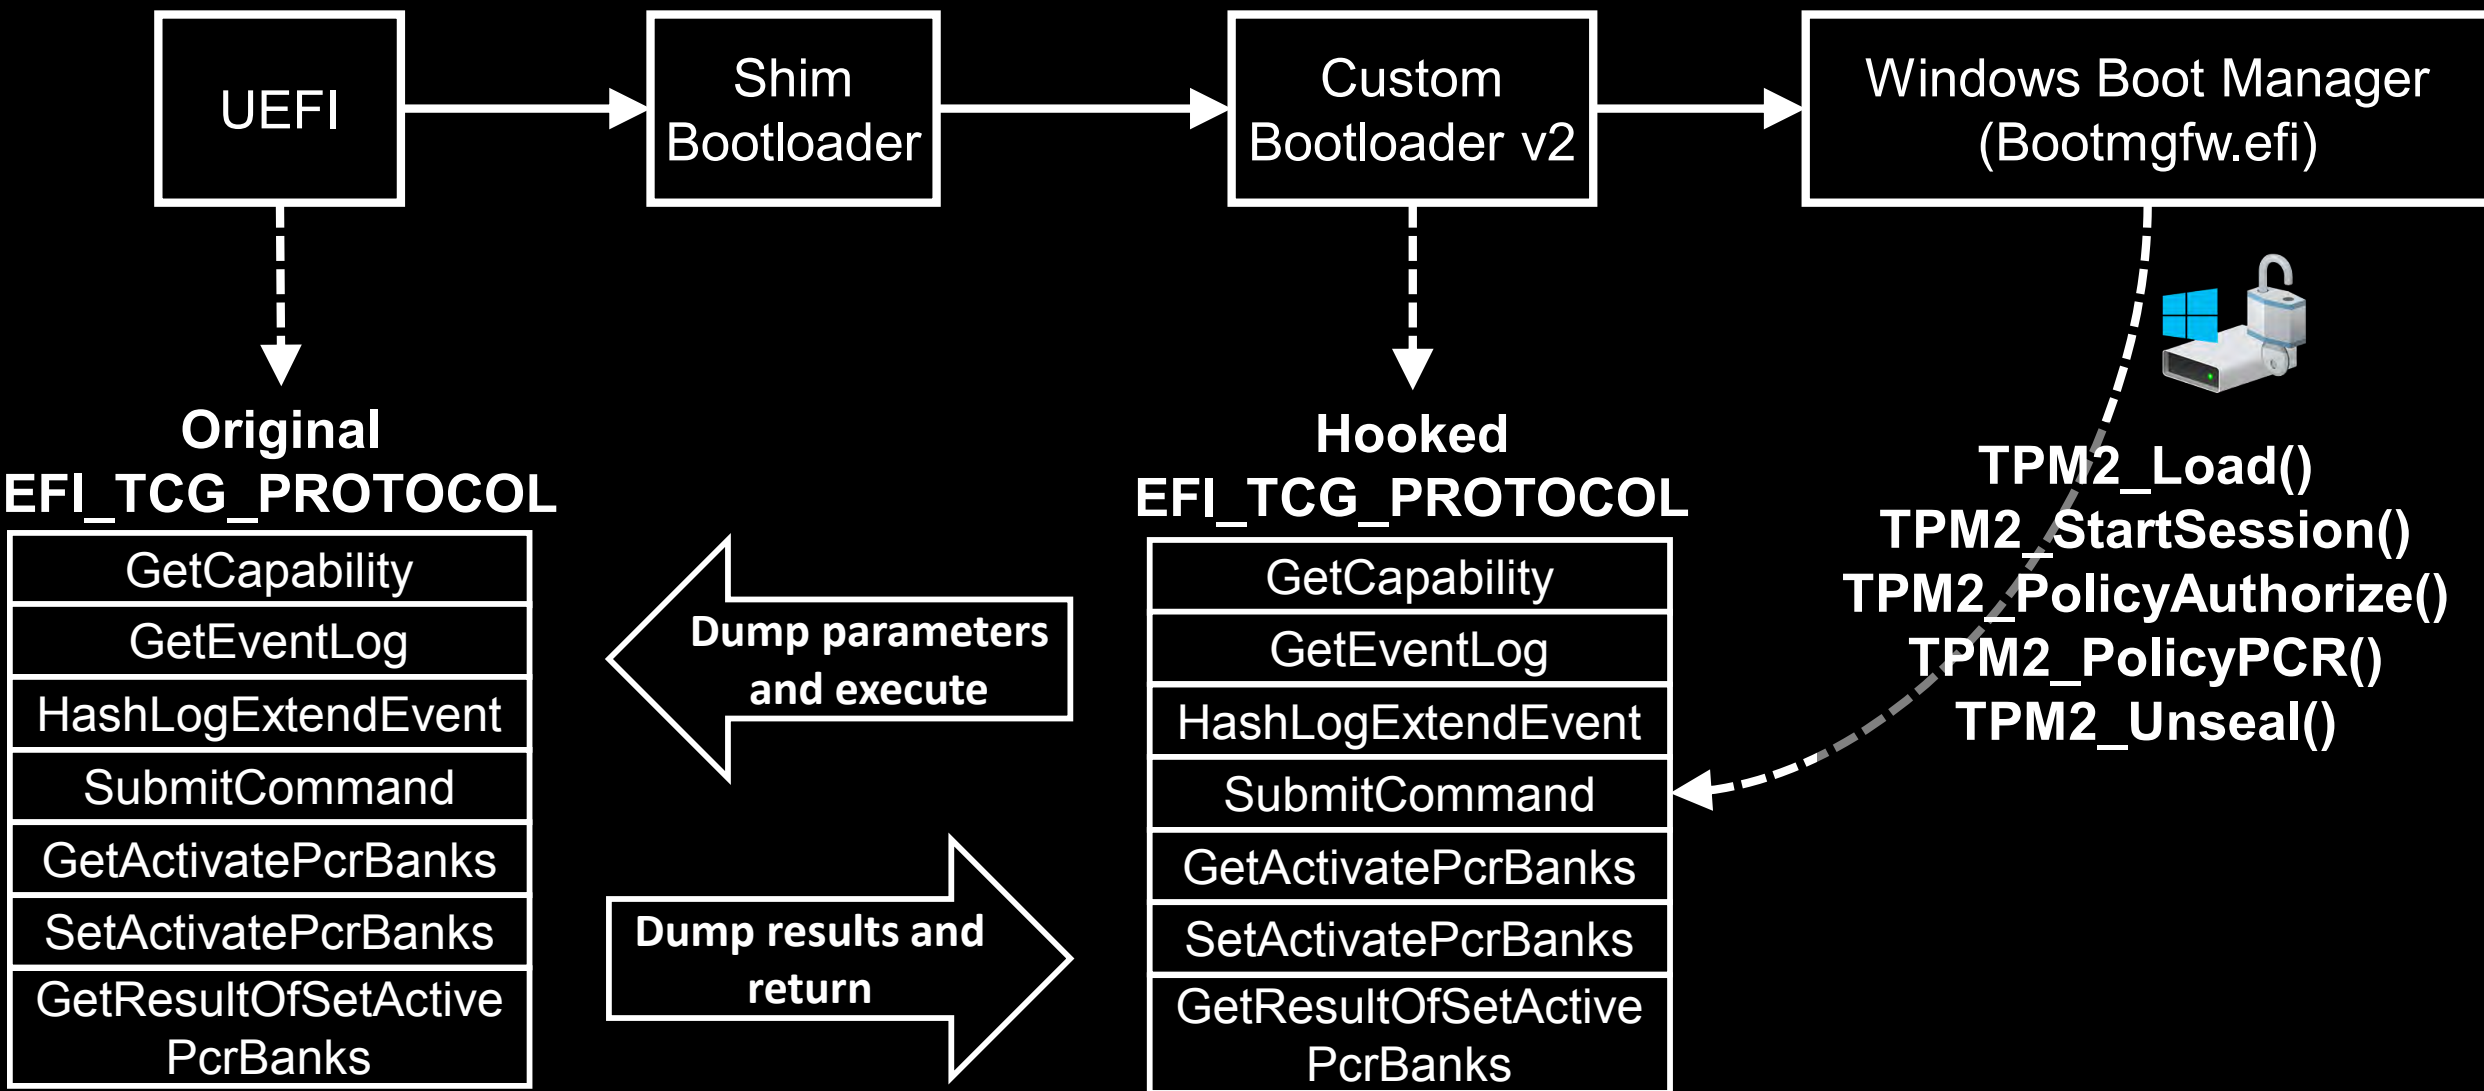 UEFI
Shim
Bootloader
Custom
Bootloader v2
Windows Boot Manager
(Bootmgfw.efi)
Original
EFI_TCG_PROTOCOL
GetCapability
GetEventLog
HashLogExtendEvent
SubmitCommand
GetActivatePcrBanks
SetActivatePcrBanks
GetResultOfSetActive
PcrBanks
Dump parameters
and execute
Dump results and
return
Hooked
EFI_TCG_PROTOCOL
GetCapability
GetEventLog
HashLogExtendEvent
SubmitCommand
GetActivatePcrBanks
SetActivatePcrBanks
GetResultOfSetActive
PcrBanks
TPM2_Load()
TPM2_StartSession()
TPM2_PolicyAuthorize()
TPM2_PolicyPCR()
TPM2_Unseal()